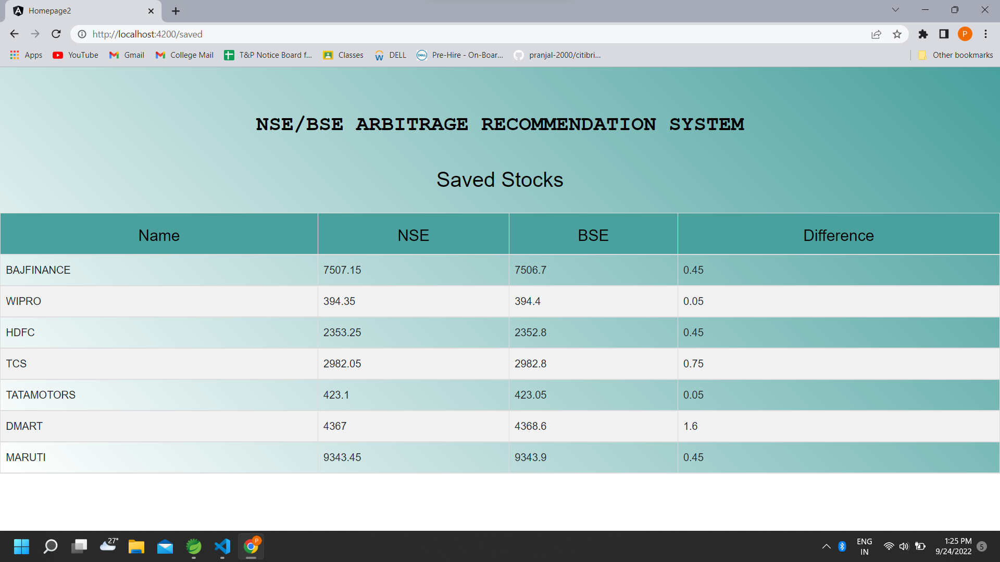 Homepage2
http://localhost:4200/saved
P
Apps YouTube Gmail College Mail T&P Notice Board f... Classes DELL Pre-Hire - On-Boar... pranjal-2000/citibri... Other bookmarks
NSE/BSE ARBITRAGE RECOMMENDATION SYSTEM
Saved Stocks
Name NSE BSE Difference
BAJFINANCE 7507.15 7506.7 0.45
WIPRO 394.35 394.4 0.05
HDFC 2353.25 2352.8 0.45
TCS 2982.05 2982.8 0.75
TATAMOTORS 423.1 423.05 0.05
DMART 4367 4368.6 1.6
MARUTI 9343.45 9343.9 0.45
27°
P
ENG
IN
1:25 PM
9/24/2022
5